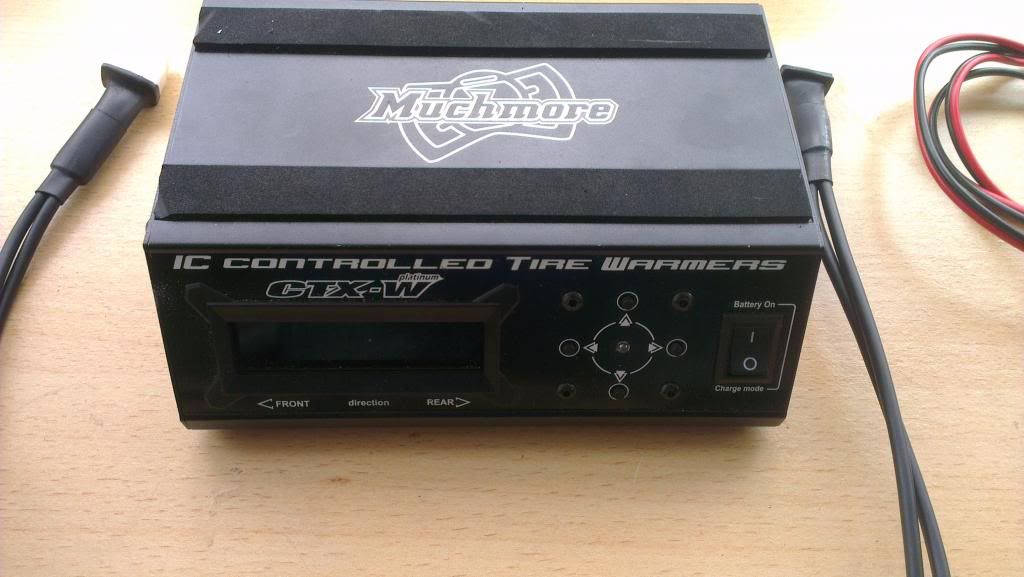 Muchmore
IC CONTROLLED TIRE WARMERS
platinum
CTX-W
Battery On
I
O
Charge mode
FRONT direction REAR